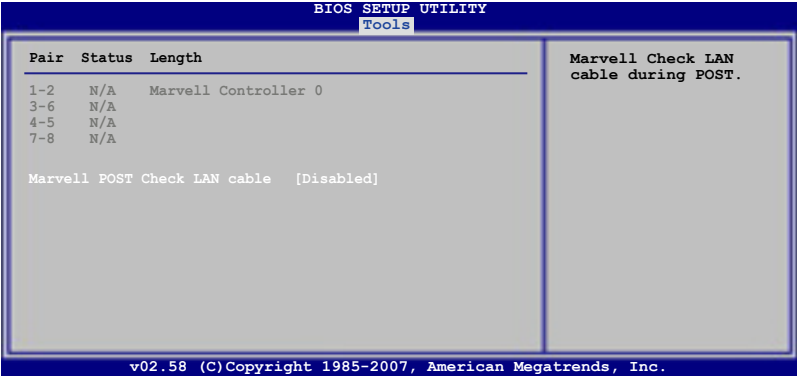 BIOS SETUP UTILITY
Tools
Pair Status Length
1-2 N/A Marvell Controller 0
3-6 N/A
4-5 N/A
7-8 N/A
Marvell POST Check LAN cable [Disabled]
Marvell Check LAN
cable during POST.
v02.58 (C)Copyright 1985-2007, American Megatrends, Inc.